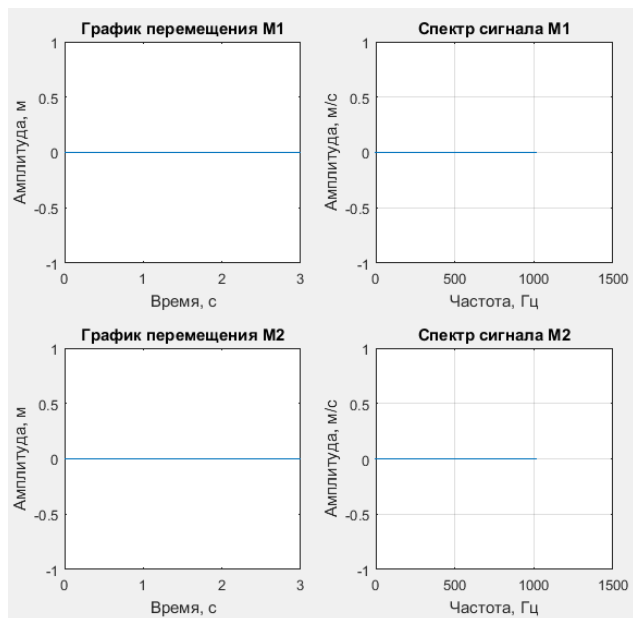 График перемещения М1
1
0.5
0
-0.5
-1
Амплитуда, м
0 1 2 3
Время, с
Спектр сигнала М1
1
0.5
0
-0.5
-1
Амплитуда, м/с
0 500 1000 1500
Частота, Гц
График перемещения М2
1
0.5
0
-0.5
-1
Амплитуда, м
0 1 2 3
Время, с
Спектр сигнала М2
1
0.5
0
-0.5
-1
Амплитуда, м/с
0 500 1000 1500
Частота, Гц